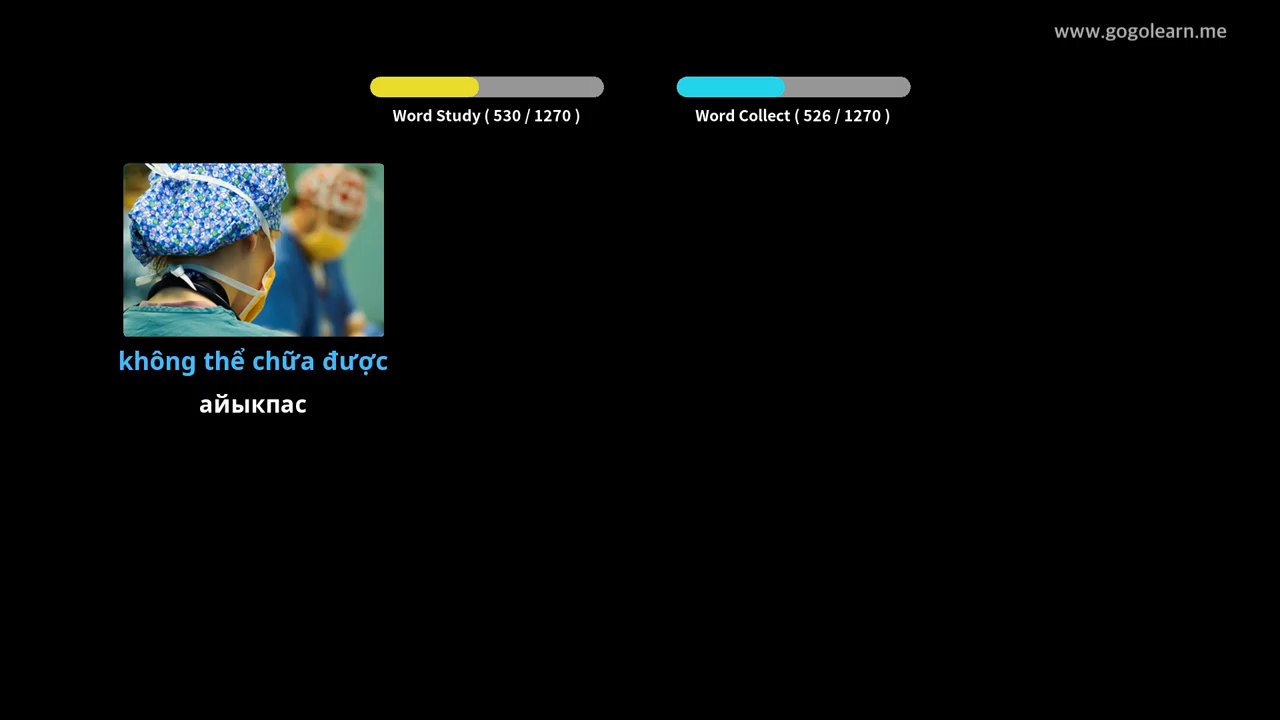 www.gogolearn.me
Word Study ( 530 / 1270 )
Word Collect ( 526 / 1270 )
không thể chữa được
айыкпас